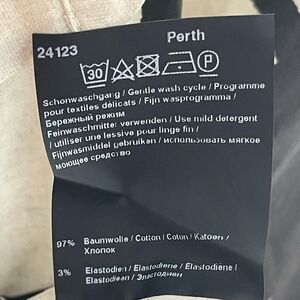 24123 Perth
30 P
Schonwaschgang / Gentle wash cycle / Programme
pour textiles délicats / Fijn wasprogramma /
Бережный режим
Feinwaschmittel verwenden / Use mild detergent
/ utiliser une lessive pour linge fin /
Fijnwasmiddel gebruiken / использовать мягкое
моющее средство
97% Baumwolle / Cotton / Coton / Katoen /
Хлопок
3% Elastodien / Elastodiene / Elastodiène /
Elastodieen / Эластодиен